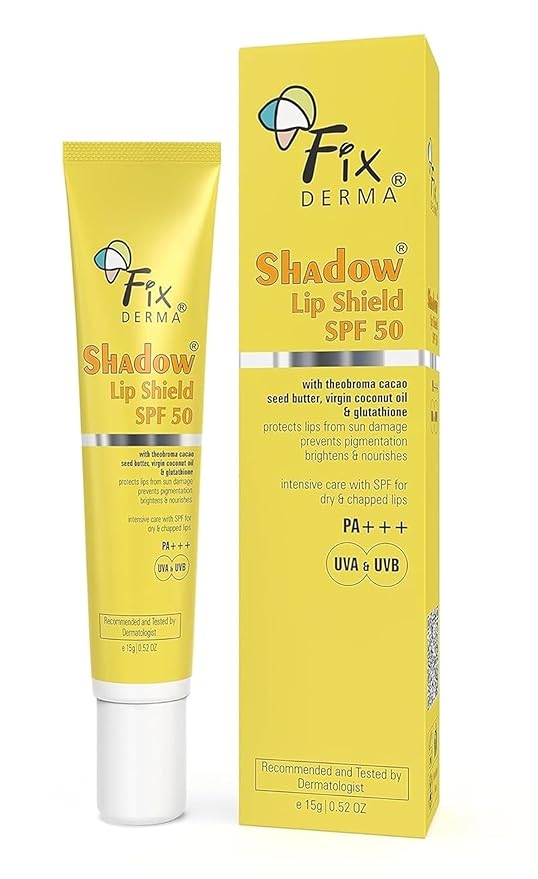 Fix
DERMA®
Shadow®
Lip Shield
SPF 50
with theobroma cacao
seed butter, virgin coconut oil
& glutathione
protects lips from sun damage
prevents pigmentation
brightens & nourishes
intensive care with SPF for
dry & chapped lips
PA+++
UVA & UVB
Recommended and Tested by
Dermatologist
e 15g | 0.52 OZ
Fix
DERMA®
Shadow®
Lip Shield
SPF 50
with theobroma cacao
seed butter, virgin coconut oil
& glutathione
protects lips from sun damage
prevents pigmentation
brightens & nourishes
intensive care with SPF for
dry & chapped lips
PA+++
UVA & UVB
Recommended and Tested by
Dermatologist
e 15g | 0.52 OZ